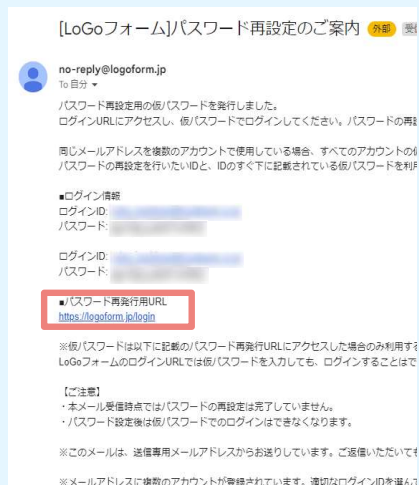 [LoGoフォーム]パスワード再設定のご案内 外部 受
no-reply@logoform.jp
To 自分
パスワード再設定用の仮パスワードを発行しました。
ログインURLにアクセスし、仮パスワードでログインしてください。パスワードの再
同じメールアドレスを複数のアカウントで使用している場合、すべてのアカウントの
パスワードの再設定を行いたいIDと、IDのすぐ下に記載されている仮パスワードを利
■ログイン情報
ログインID:
パスワード:
ログインID:
パスワード:
■パスワード再発行用URL
https://logoform.jp/login
※仮パスワードは以下に記載のパスワード再発行URLにアクセスした場合のみ利用す
LoGoフォームのログインURLでは仮パスワードを入力しても、ログインすることはで
【ご注意】
・本メール受信時点ではパスワードの再設定は完了していません。
・パスワード設定後は仮パスワードでのログインはできなくなります。
※このメールは、送信専用メールアドレスからお送りしています。ご返信いただいても
※メールアドレスに複数のアカウントが登録されています。適切なログインIDを選ん